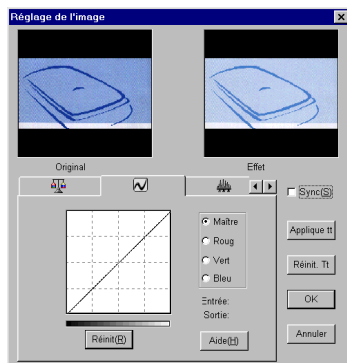 Réglage de l'image
Original
Effet
Sync(S)
Maître
Roug
Vert
Bleu
Applique tt
Réinit. Tt
Entrée:
Sortie:
OK
Réinit(R)
Aide(H)
Annuler